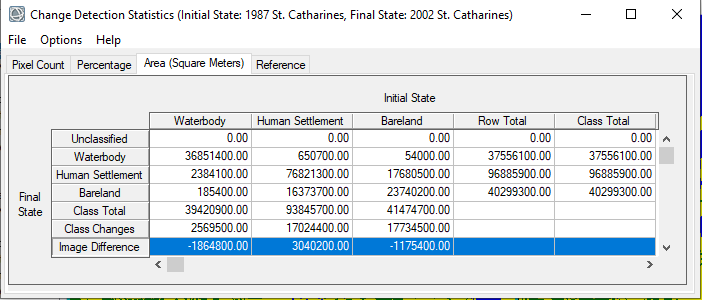 Change Detection Statistics (Initial State: 1987 St. Catharines, Final State: 2002 St. Catharines)
File Options Help
Pixel Count Percentage Area (Square Meters) Reference
Initial State
Waterbody Human Settlement Bareland Row Total Class Total
Unclassified 0.00 0.00 0.00 0.00 0.00
Waterbody 36851400.00 650700.00 54000.00 37556100.00 37556100.00
Human Settlement 2384100.00 76821300.00 17680500.00 96885900.00 96885900.00
Bareland 185400.00 16373700.00 23740200.00 40299300.00 40299300.00
Final State
Class Total 39420900.00 93845700.00 41474700.00
Class Changes 2569500.00 17024400.00 17734500.00
Image Difference -1864800.00 3040200.00 -1175400.00